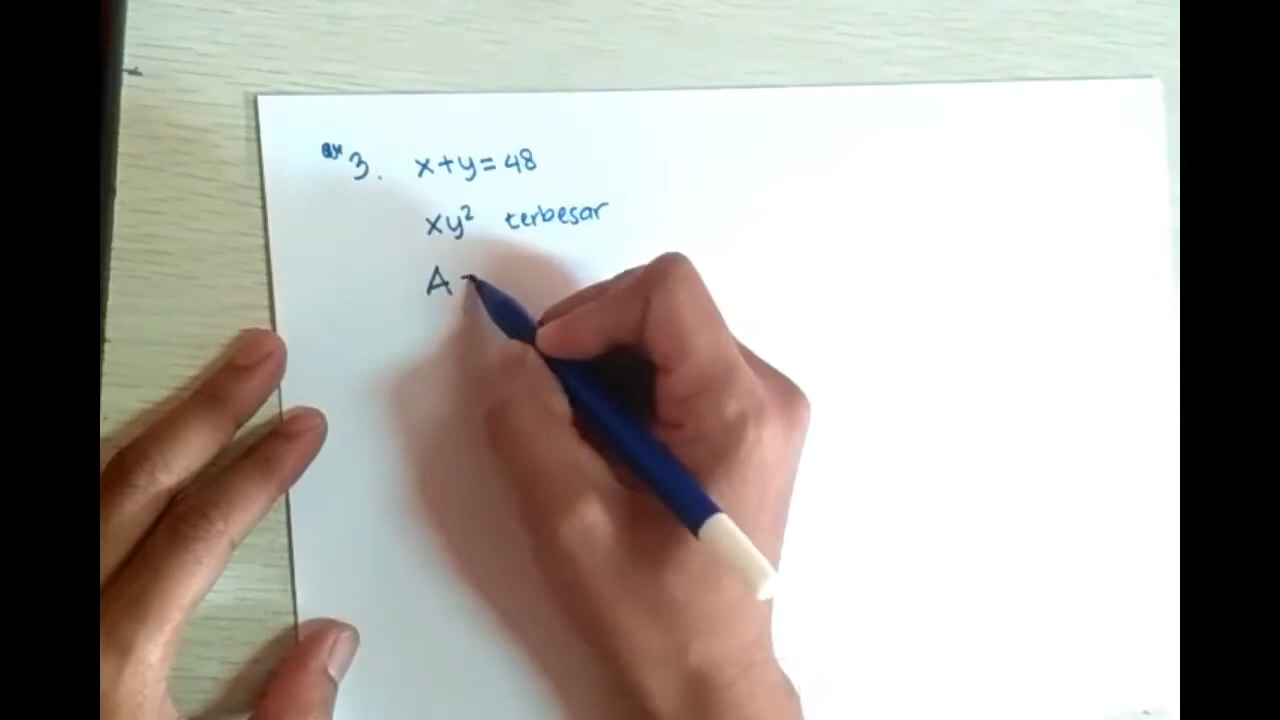 3. x+y=48
xy² terbesar
A -